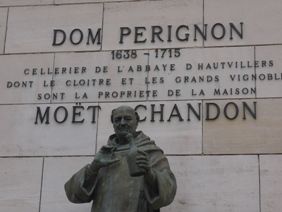 DOM PERIGNON
1638 - 1715
CELLERIER DE L'ABBAYE D'HAUTVILLERS
DONT LE CLOITRE ET LES GRANDS VIGNOBLE
SONT LA PROPRIETE DE LA MAISON
MOËT CHANDON